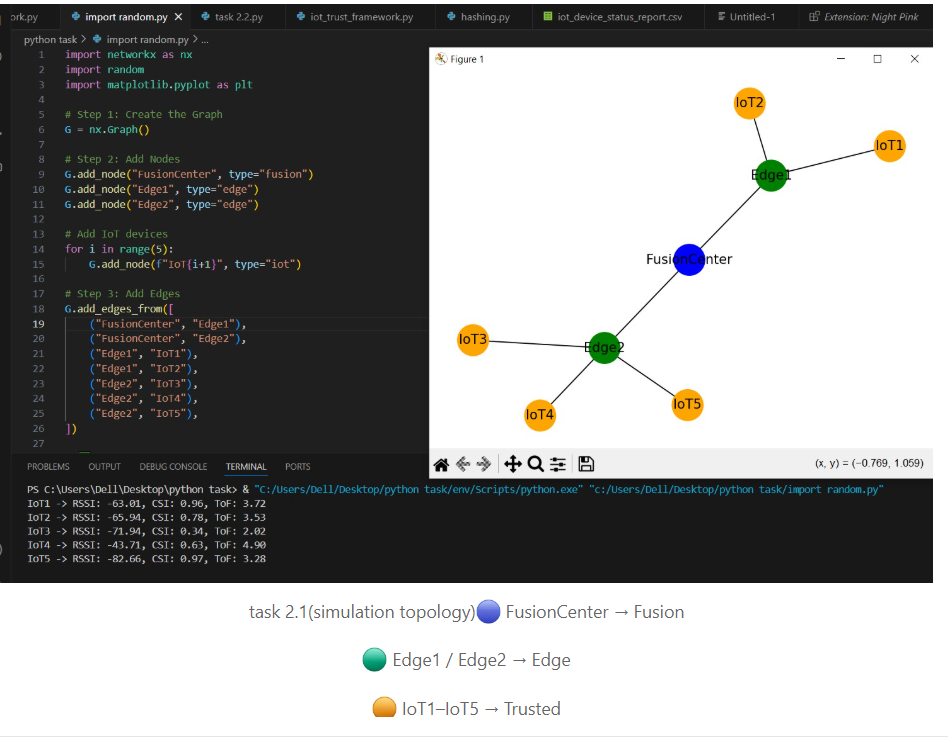 ork.py
import random.py
task 2.2.py
iot_trust_framework.py
hashing.py
iot_device_status_report.csv
Untitled-1
Extension: Night Pink
python task > import random.py > ...
1 import networkx as nx
2 import random
3 import matplotlib.pyplot as plt
4
5 # Step 1: Create the Graph
6 G = nx.Graph()
7
8 # Step 2: Add Nodes
9 G.add_node("FusionCenter", type="fusion")
10 G.add_node("Edge1", type="edge")
11 G.add_node("Edge2", type="edge")
12
13 # Add IoT devices
14 for i in range(5):
15 G.add_node(f"IoT{i+1}", type="iot")
16
17 # Step 3: Add Edges
18 G.add_edges_from([
19 ("FusionCenter", "Edge1"),
20 ("FusionCenter", "Edge2"),
21 ("Edge1", "IoT1"),
22 ("Edge1", "IoT2"),
23 ("Edge2", "IoT3"),
24 ("Edge2", "IoT4"),
25 ("Edge2", "IoT5"),
26 ])
27
Figure 1
IoT2
IoT1
Edge1
FusionCenter
IoT3
Edge2
IoT5
IoT4
(x, y) = (−0.769, 1.059)
PROBLEMS OUTPUT DEBUG CONSOLE TERMINAL PORTS
PS C:\Users\Dell\Desktop\python task> & "C:/Users/Dell/Desktop/python task/env/Scripts/python.exe" "c:/Users/Dell/Desktop/python task/import random.py"
IoT1 -> RSSI: -63.01, CSI: 0.96, ToF: 3.72
IoT2 -> RSSI: -65.94, CSI: 0.78, ToF: 3.53
IoT3 -> RSSI: -71.94, CSI: 0.34, ToF: 2.02
IoT4 -> RSSI: -43.71, CSI: 0.63, ToF: 4.90
IoT5 -> RSSI: -82.66, CSI: 0.97, ToF: 3.28
task 2.1(simulation topology)🔵 FusionCenter → Fusion
🟢 Edge1 / Edge2 → Edge
🟠 IoT1–IoT5 → Trusted